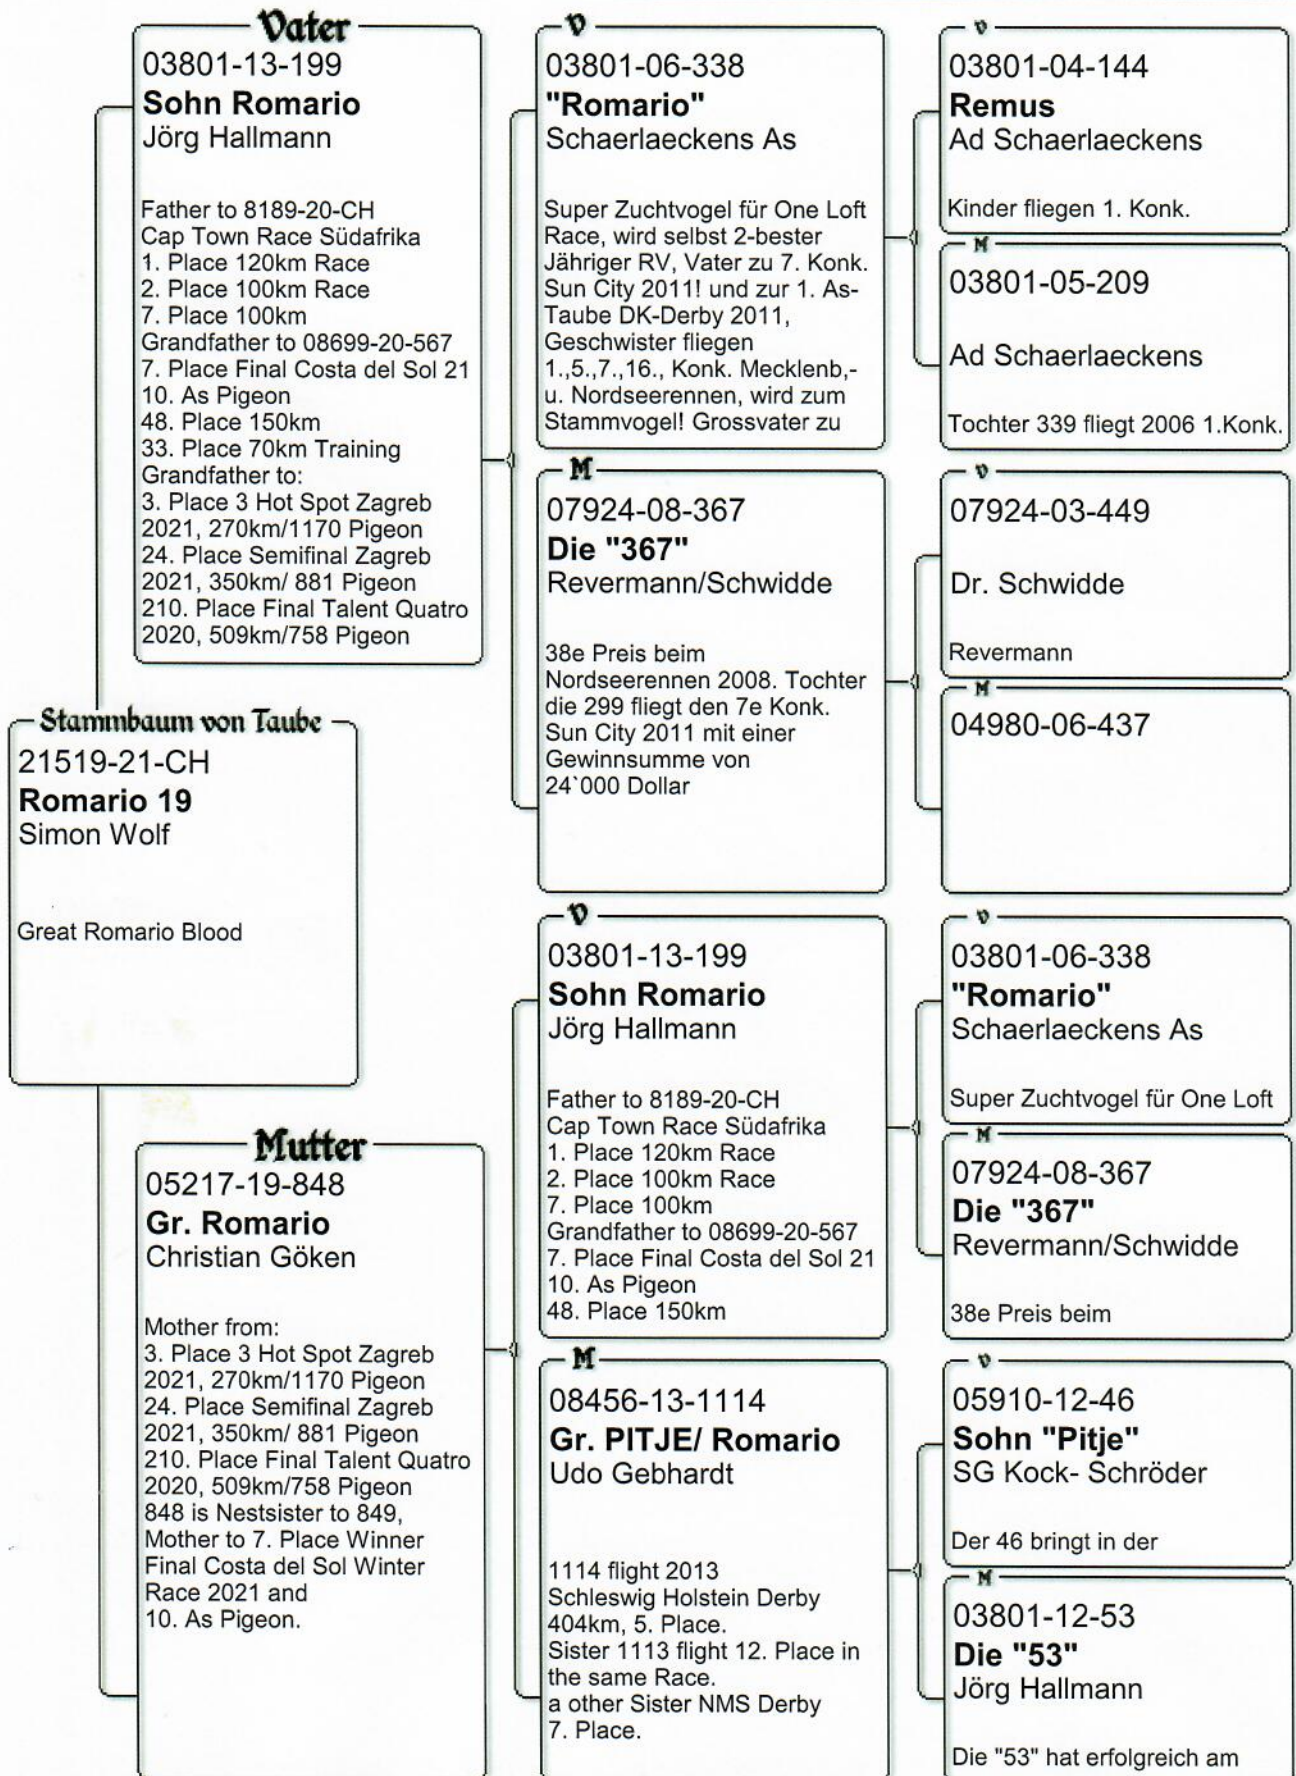 Vater
03801-13-199
Sohn Romario
Jörg Hallmann
Father to 8189-20-CH
Cap Town Race Südafrika
1. Place 120km Race
2. Place 100km Race
7. Place 100km
Grandfather to 08699-20-567
7. Place Final Costa del Sol 21
10. As Pigeon
48. Place 150km
33. Place 70km Training
Grandfather to:
3. Place 3 Hot Spot Zagreb
2021, 270km/1170 Pigeon
24. Place Semifinal Zagreb
2021, 350km/ 881 Pigeon
210. Place Final Talent Quatro
2020, 509km/758 Pigeon
Stammbaum von Taube
21519-21-CH
Romario 19
Simon Wolf
Great Romario Blood
Mutter
05217-19-848
Gr. Romario
Christian Göken
Mother from:
3. Place 3 Hot Spot Zagreb
2021, 270km/1170 Pigeon
24. Place Semifinal Zagreb
2021, 350km/ 881 Pigeon
210. Place Final Talent Quatro
2020, 509km/758 Pigeon
848 is Nestsister to 849,
Mother to 7. Place Winner
Final Costa del Sol Winter
Race 2021 and
10. As Pigeon.
V
03801-06-338
"Romario"
Schaerlaeckens As
Super Zuchtvogel für One Loft
Race, wird selbst 2-bester
Jähriger RV, Vater zu 7. Konk.
Sun City 2011! und zur 1. As-
Taube DK-Derby 2011,
Geschwister fliegen
1.,5.,7.,16., Konk. Mecklenb,-
u. Nordseerennen, wird zum
Stammvogel! Grossvater zu
M
07924-08-367
Die "367"
Revermann/Schwidde
38e Preis beim
Nordseerennen 2008. Tochter
die 299 fliegt den 7e Konk.
Sun City 2011 mit einer
Gewinnsumme von
24`000 Dollar
V
03801-13-199
Sohn Romario
Jörg Hallmann
Father to 8189-20-CH
Cap Town Race Südafrika
1. Place 120km Race
2. Place 100km Race
7. Place 100km
Grandfather to 08699-20-567
7. Place Final Costa del Sol 21
10. As Pigeon
48. Place 150km
M
08456-13-1114
Gr. PITJE/ Romario
Udo Gebhardt
1114 flight 2013
Schleswig Holstein Derby
404km, 5. Place.
Sister 1113 flight 12. Place in
the same Race.
a other Sister NMS Derby
7. Place.
V
03801-04-144
Remus
Ad Schaerlaeckens
Kinder fliegen 1. Konk.
M
03801-05-209
Ad Schaerlaeckens
Tochter 339 fliegt 2006 1.Konk.
V
07924-03-449
Dr. Schwidde
Revermann
M
04980-06-437
V
03801-06-338
"Romario"
Schaerlaeckens As
Super Zuchtvogel für One Loft
M
07924-08-367
Die "367"
Revermann/Schwidde
38e Preis beim
V
05910-12-46
Sohn "Pitje"
SG Kock- Schröder
Der 46 bringt in der
M
03801-12-53
Die "53"
Jörg Hallmann
Die "53" hat erfolgreich am